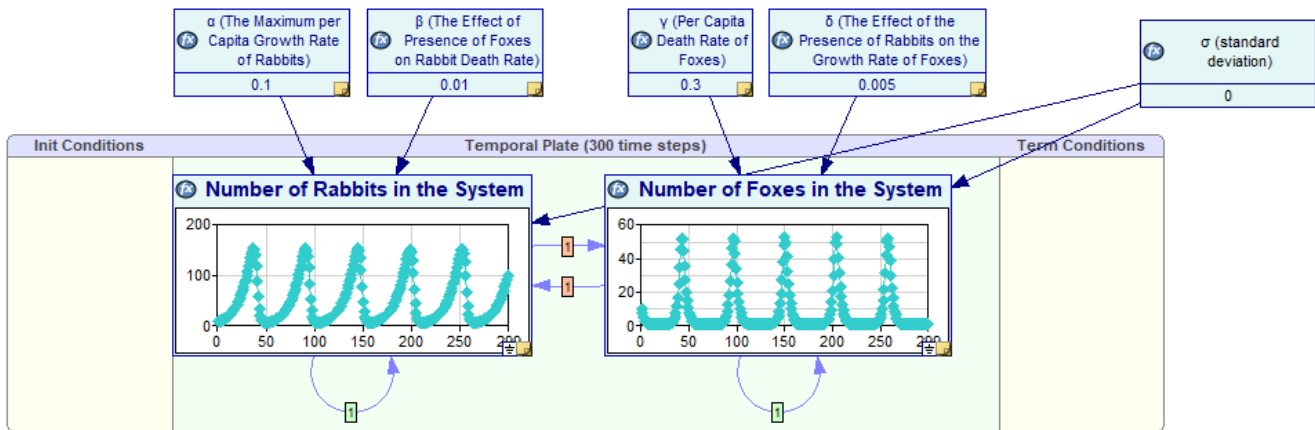 α (The Maximum per
Capita Growth Rate
of Rabbits)
0.1
β (The Effect of
Presence of Foxes
on Rabbit Death Rate)
0.01
γ (Per Capita
Death Rate of
Foxes)
0.3
δ (The Effect of the
Presence of Rabbits on the
Growth Rate of Foxes)
0.005
σ (standard
deviation)
0
Init Conditions
Temporal Plate (300 time steps)
Term Conditions
fx Number of Rabbits in the System
200
100
0
0 50 100 150 200 250
1
fx Number of Foxes in the System
60
40
20
0
0 50 100 150 200 250
1
1
1